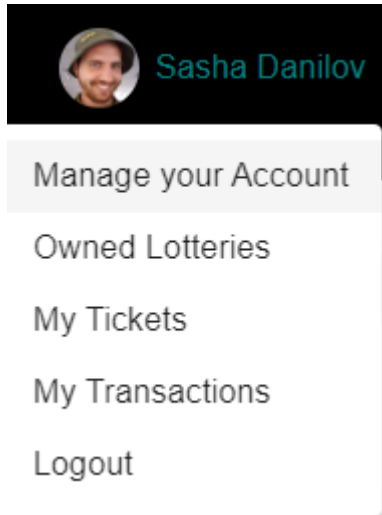 Sasha Danilov
Manage your Account
Owned Lotteries
My Tickets
My Transactions
Logout